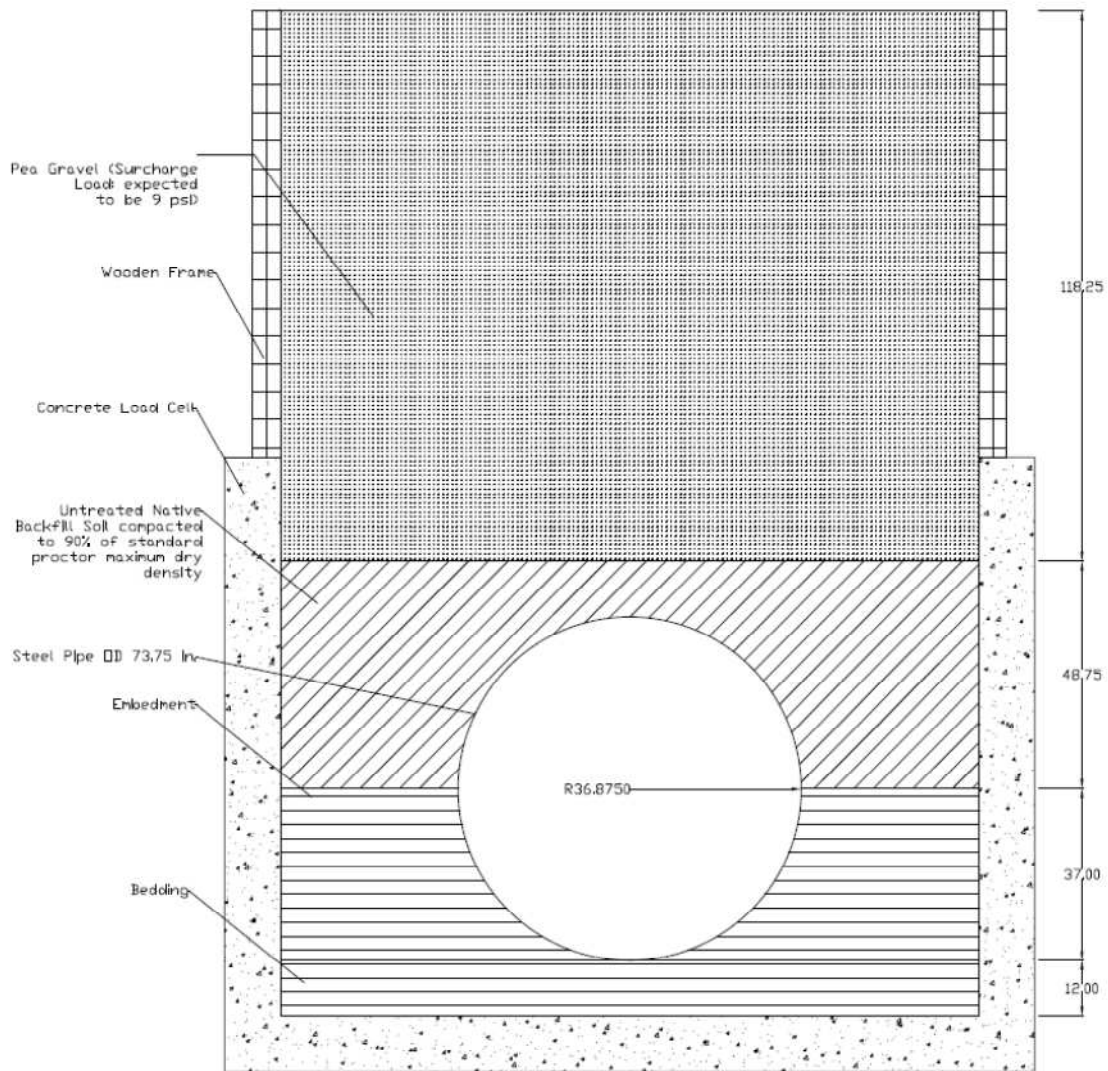 Pea Gravel (Surcharge
Load: expected
to be 9 psi)
Wooden Frame
118.25
Concrete Load Cell
Untreated Native
Backfill Soil compacted
to 90% of standard
proctor maximum dry
density
Steel Pipe OD 73.75 in.
48.75
Embedment
R36.8750
37.00
Bedding
12.00